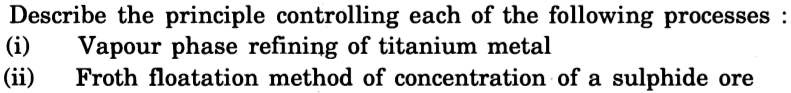 Describe the principle controlling each of the following processes :
(i) Vapour phase refining of titanium metal
(ii) Froth floatation method of concentration of a sulphide ore